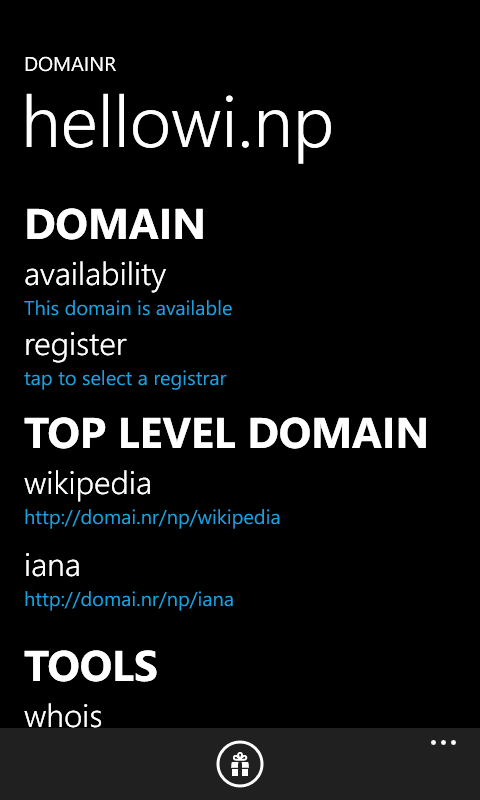 DOMAINR
hellowi.np
DOMAIN
availability
This domain is available
register
tap to select a registrar
TOP LEVEL DOMAIN
wikipedia
http://domai.nr/np/wikipedia
iana
http://domai.nr/np/iana
TOOLS
whois